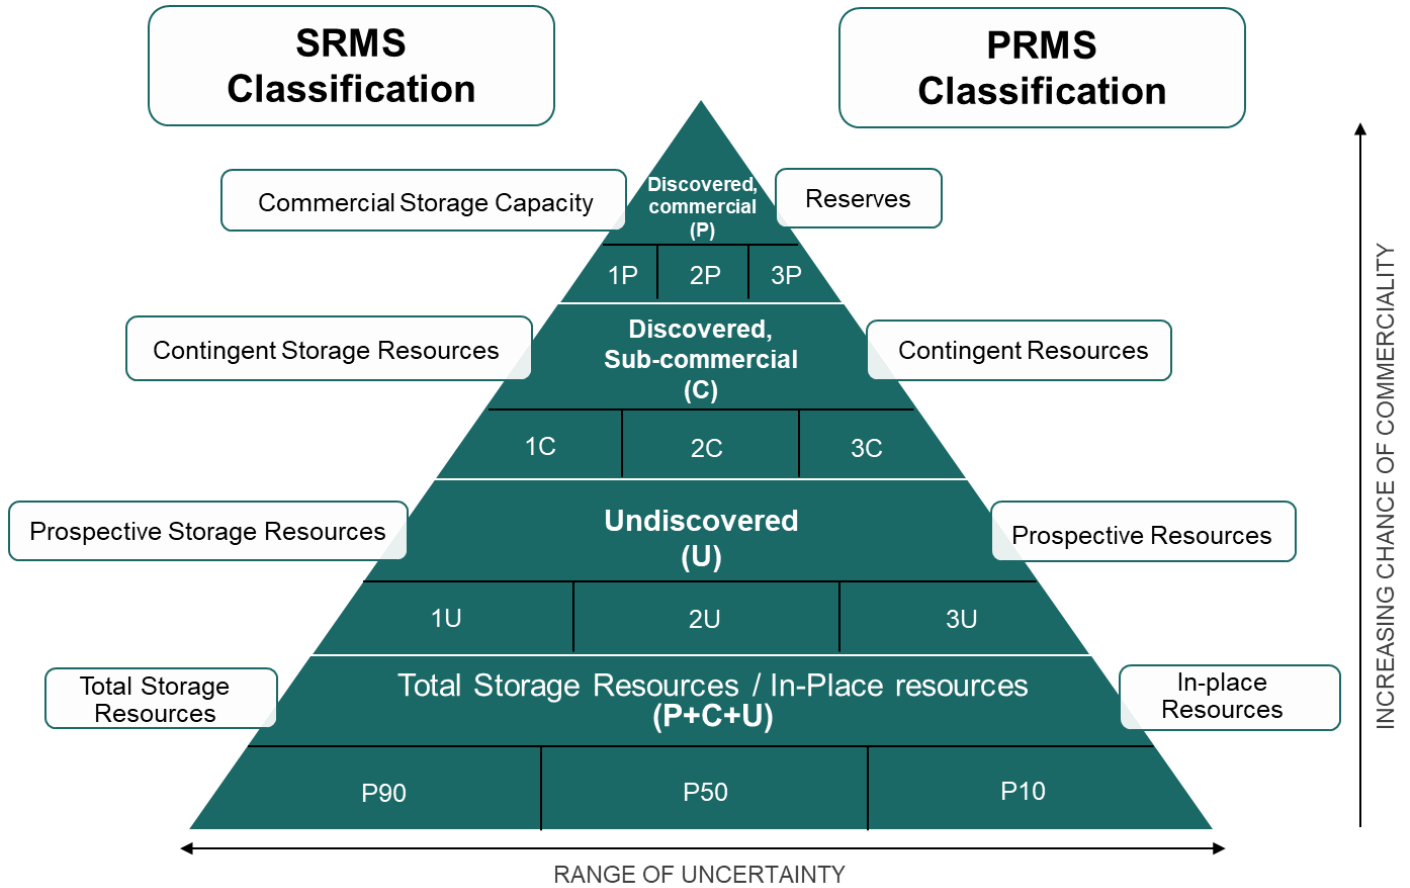 SRMS
Classification
PRMS
Classification
Commercial Storage Capacity
Discovered,
commercial
(P)
Reserves
1P 2P 3P
Contingent Storage Resources
Discovered,
Sub-commercial
(C)
Contingent Resources
1C 2C 3C
Prospective Storage Resources
Undiscovered
(U)
Prospective Resources
1U 2U 3U
Total Storage
Resources
Total Storage Resources / In-Place resources
(P+C+U)
In-place
Resources
P90 P50 P10
RANGE OF UNCERTAINTY
INCREASING CHANCE OF COMMERCIALITY